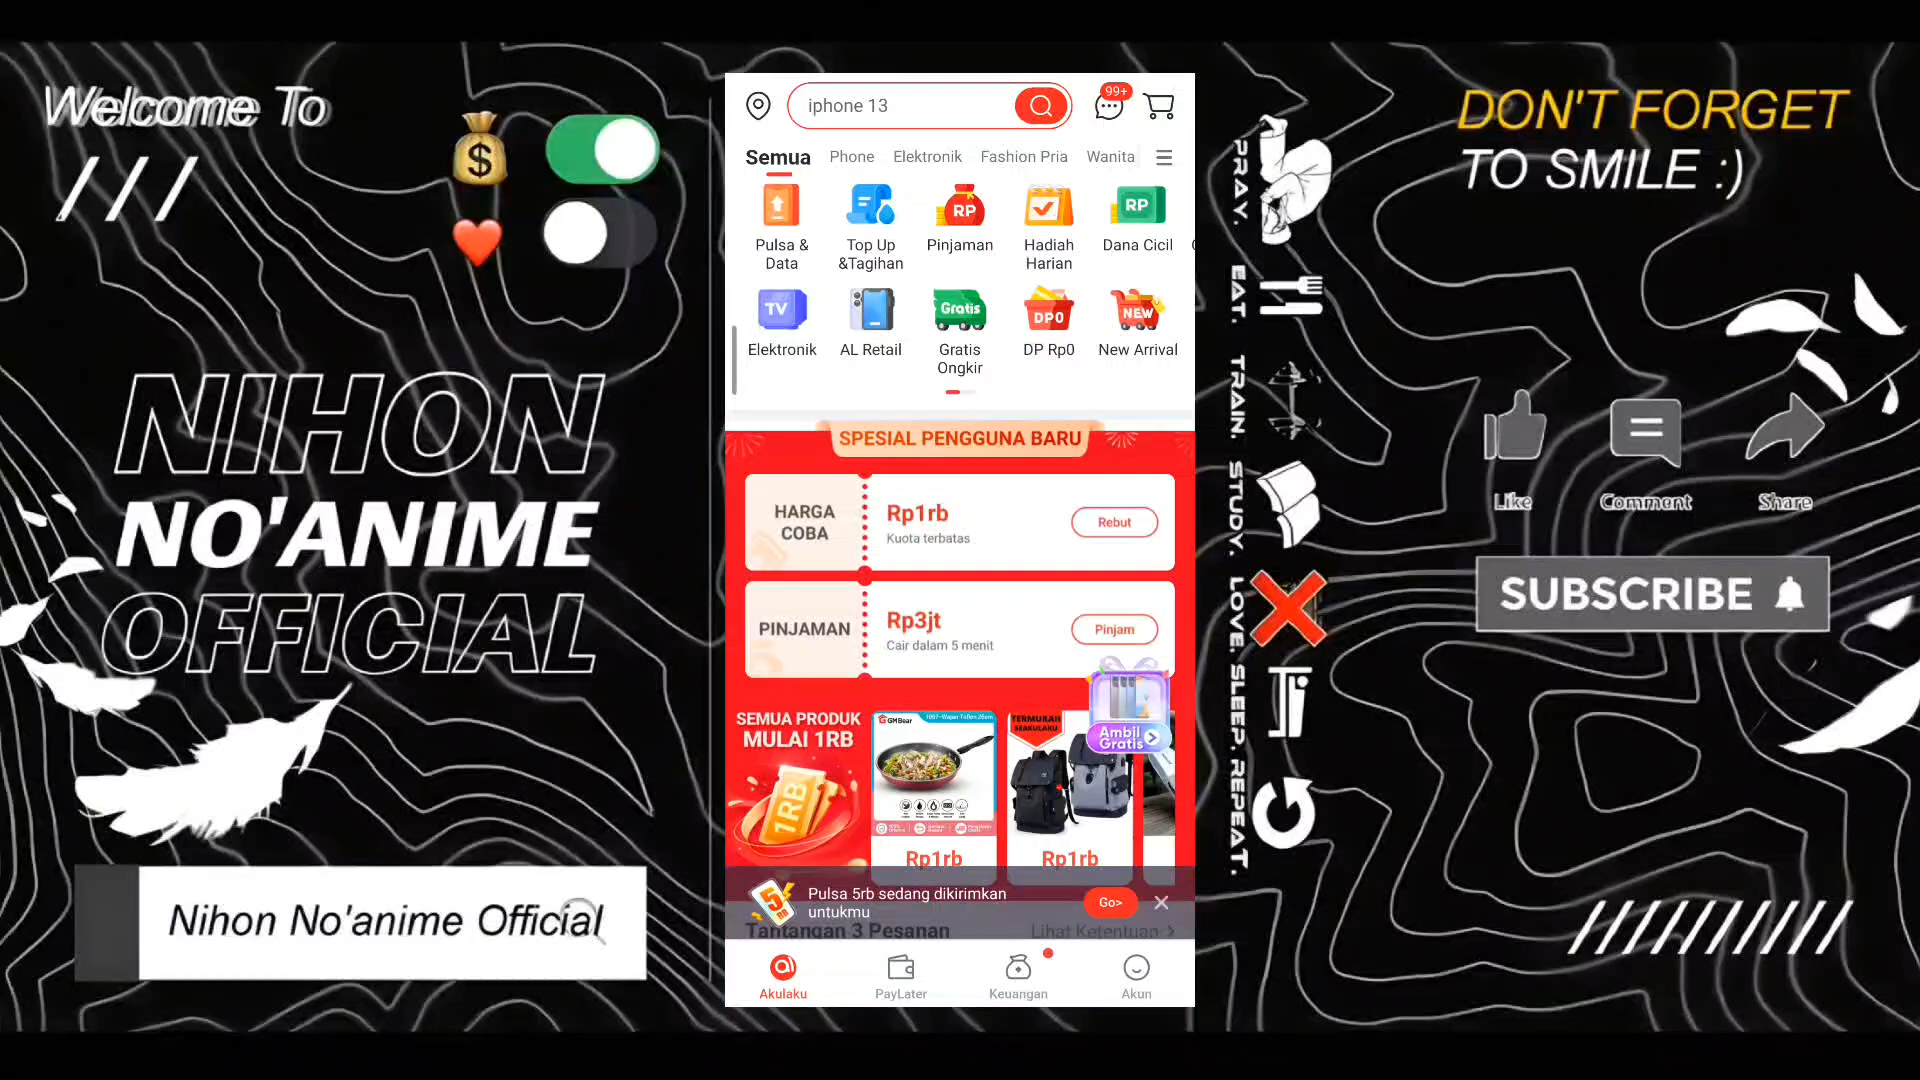 Welcome To
$
NIHON
NO'ANIME
OFFICIAL
Nihon No'anime Official
iphone 13
99+
Semua
Phone
Elektronik
Fashion Pria
Wanita
RP
RP
Pulsa &
Data
Top Up
&Tagihan
Pinjaman
Hadiah
Harian
Dana Cicil
TV
Gratis
DP0
NEW
Elektronik
AL Retail
Gratis
Ongkir
DP Rp0
New Arrival
SPESIAL PENGGUNA BARU
HARGA
COBA
Rp1rb
Kuota terbatas
Rebut
PINJAMAN
Rp3jt
Cair dalam 5 menit
Pinjam
SEMUA PRODUK
MULAI 1RB
1RB
GMBear
TERMURAH
SEAKULAKU
Ambil
Gratis
Rp1rb
Rp1rb
Pulsa 5rb sedang dikirimkan
untukmu
Go>
Tantangan 3 Pesanan
Lihat Ketentuan >
Akulaku
PayLater
Keuangan
Akun
PRAY.
EAT.
TRAIN.
STUDY.
LOVE.
SLEEP.
REPEAT.
DON'T FORGET
TO SMILE :)
Like
Comment
Share
SUBSCRIBE